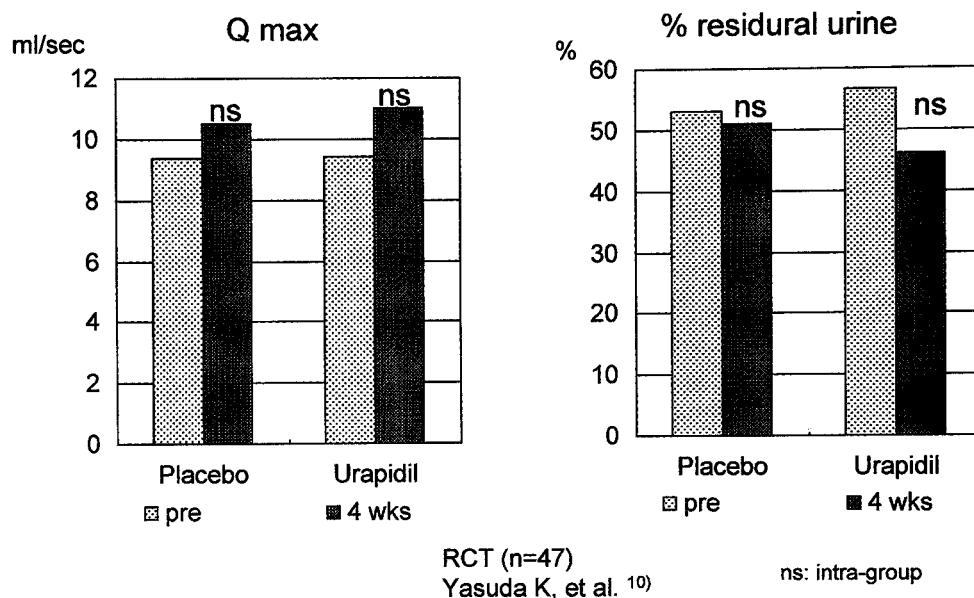 Q max
ml/sec
12
10
8
6
4
2
0
ns
ns
Placebo
Urapidil
pre
4 wks
% residural urine
%
60
50
40
30
20
10
0
ns
ns
Placebo
Urapidil
pre
4 wks
RCT (n=47)
Yasuda K, et al. 10)
ns: intra-group